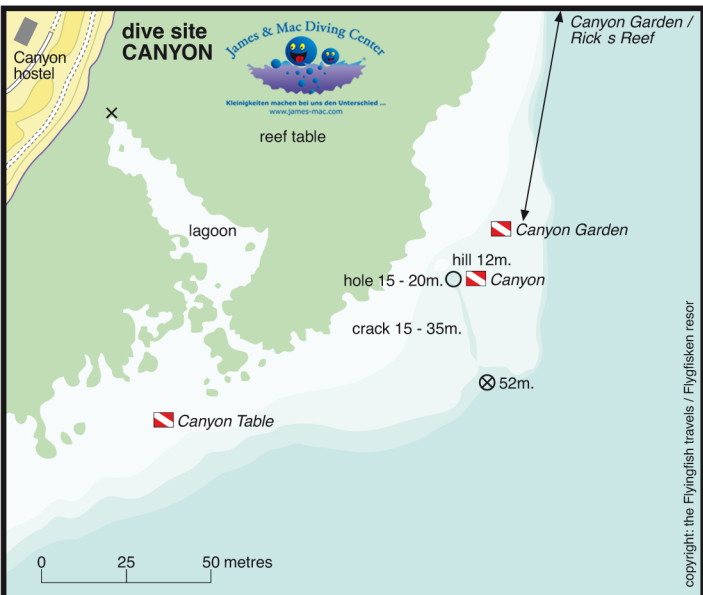 dive site
CANYON
James & Mac Diving Center
Kleinigkeiten machen bei uns den Unterschied ...
www.james-mac.com
Canyon Garden /
Rick s Reef
Canyon
hostel
reef table
lagoon
Canyon Garden
hill 12m.
hole 15 - 20m.
Canyon
crack 15 - 35m.
52m.
Canyon Table
0 25 50 metres
copyright: the Flyingfish travels / Flygfisken resor